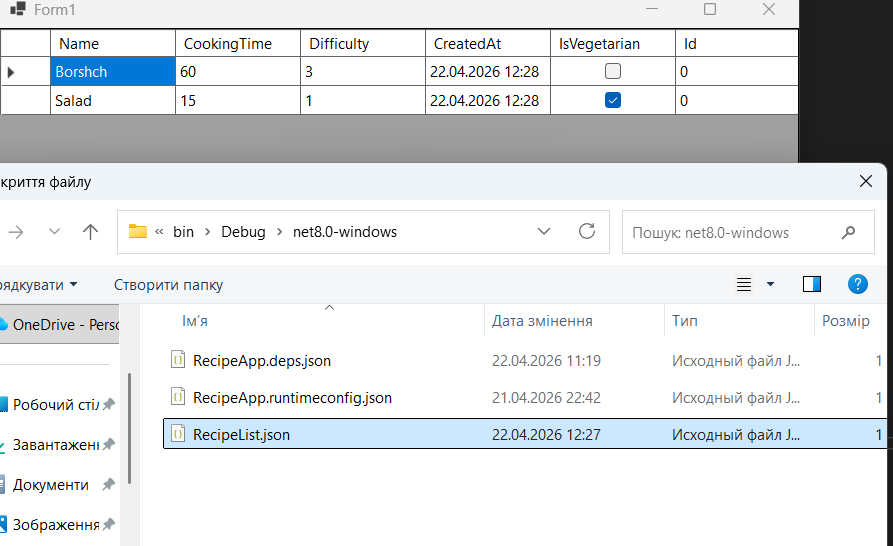 Form1
Name CookingTime Difficulty CreatedAt IsVegetarian Id
Borshch 60 3 22.04.2026 12:28 0
Salad 15 1 22.04.2026 12:28 0
криття файлу
« bin › Debug › net8.0-windows
Пошук: net8.0-windows
рядкувати Створити папку
Ім'я Дата змінення Тип Розмір
OneDrive - Perso
RecipeApp.deps.json 22.04.2026 11:19 Исходный файл J... 1
RecipeApp.runtimeconfig.json 21.04.2026 22:42 Исходный файл J... 1
Робочий стіл
RecipeList.json 22.04.2026 12:27 Исходный файл J... 1
Завантажен
Документи
Зображення